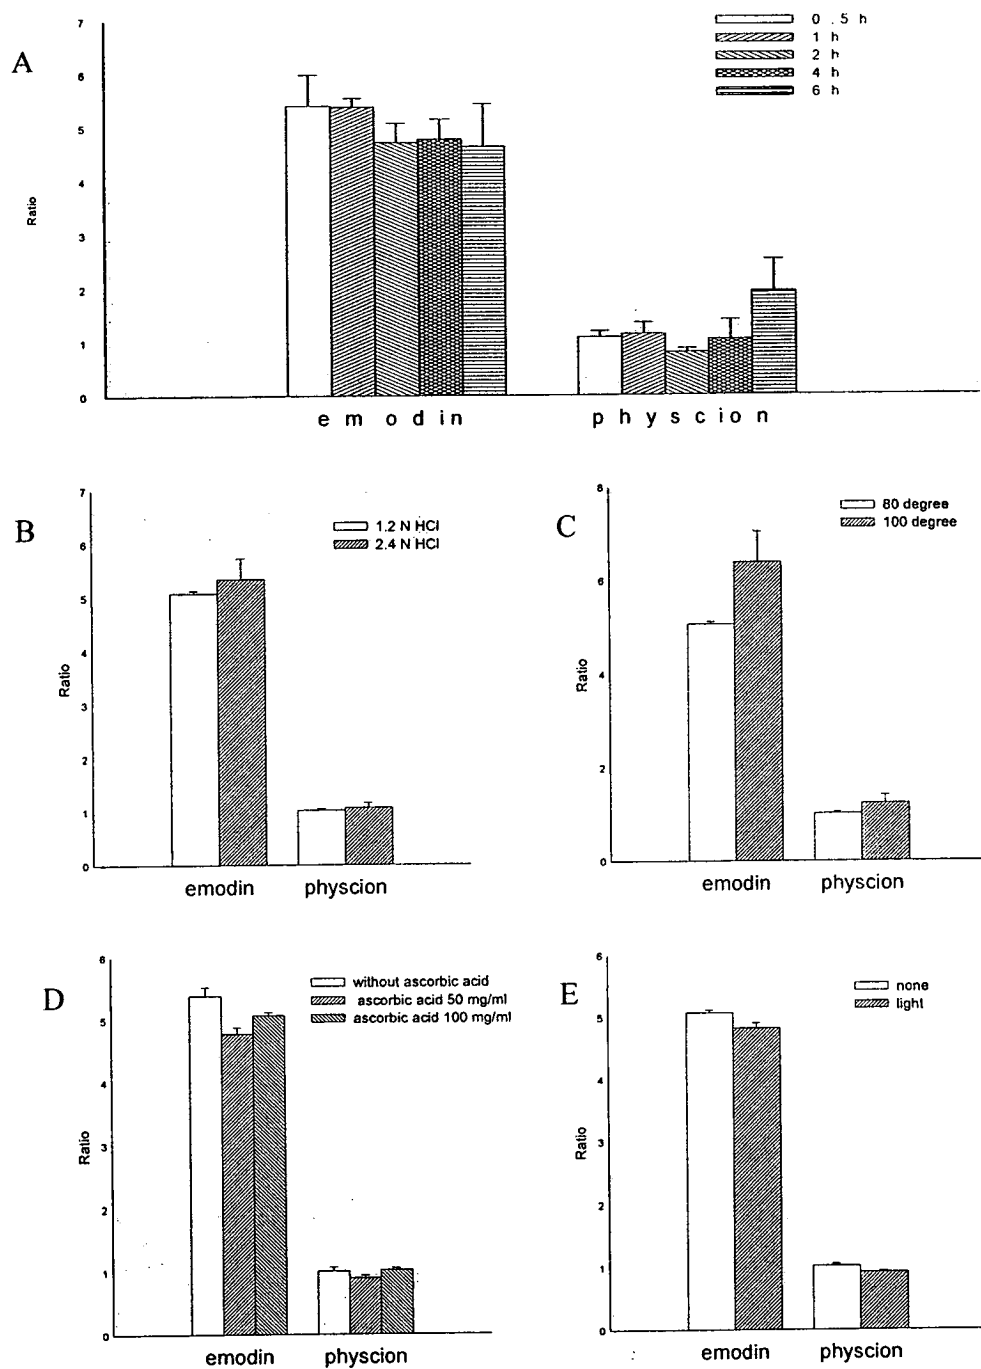 A
7
6
5
4
3
2
1
0
Ratio
0 . 5 h
1 h
2 h
4 h
6 h
e m o d in
p h y s c io n
B
7
6
5
4
3
2
1
0
Ratio
1.2 N HCl
2.4 N HCl
emodin
physcion
C
8
6
4
2
0
Ratio
80 degree
100 degree
emodin
physcion
D
6
5
4
3
2
1
0
Ratio
without ascorbic acid
ascorbic acid 50 mg/ml
ascorbic acid 100 mg/ml
emodin
physcion
E
6
5
4
3
2
1
0
Ratio
none
light
emodin
physcion